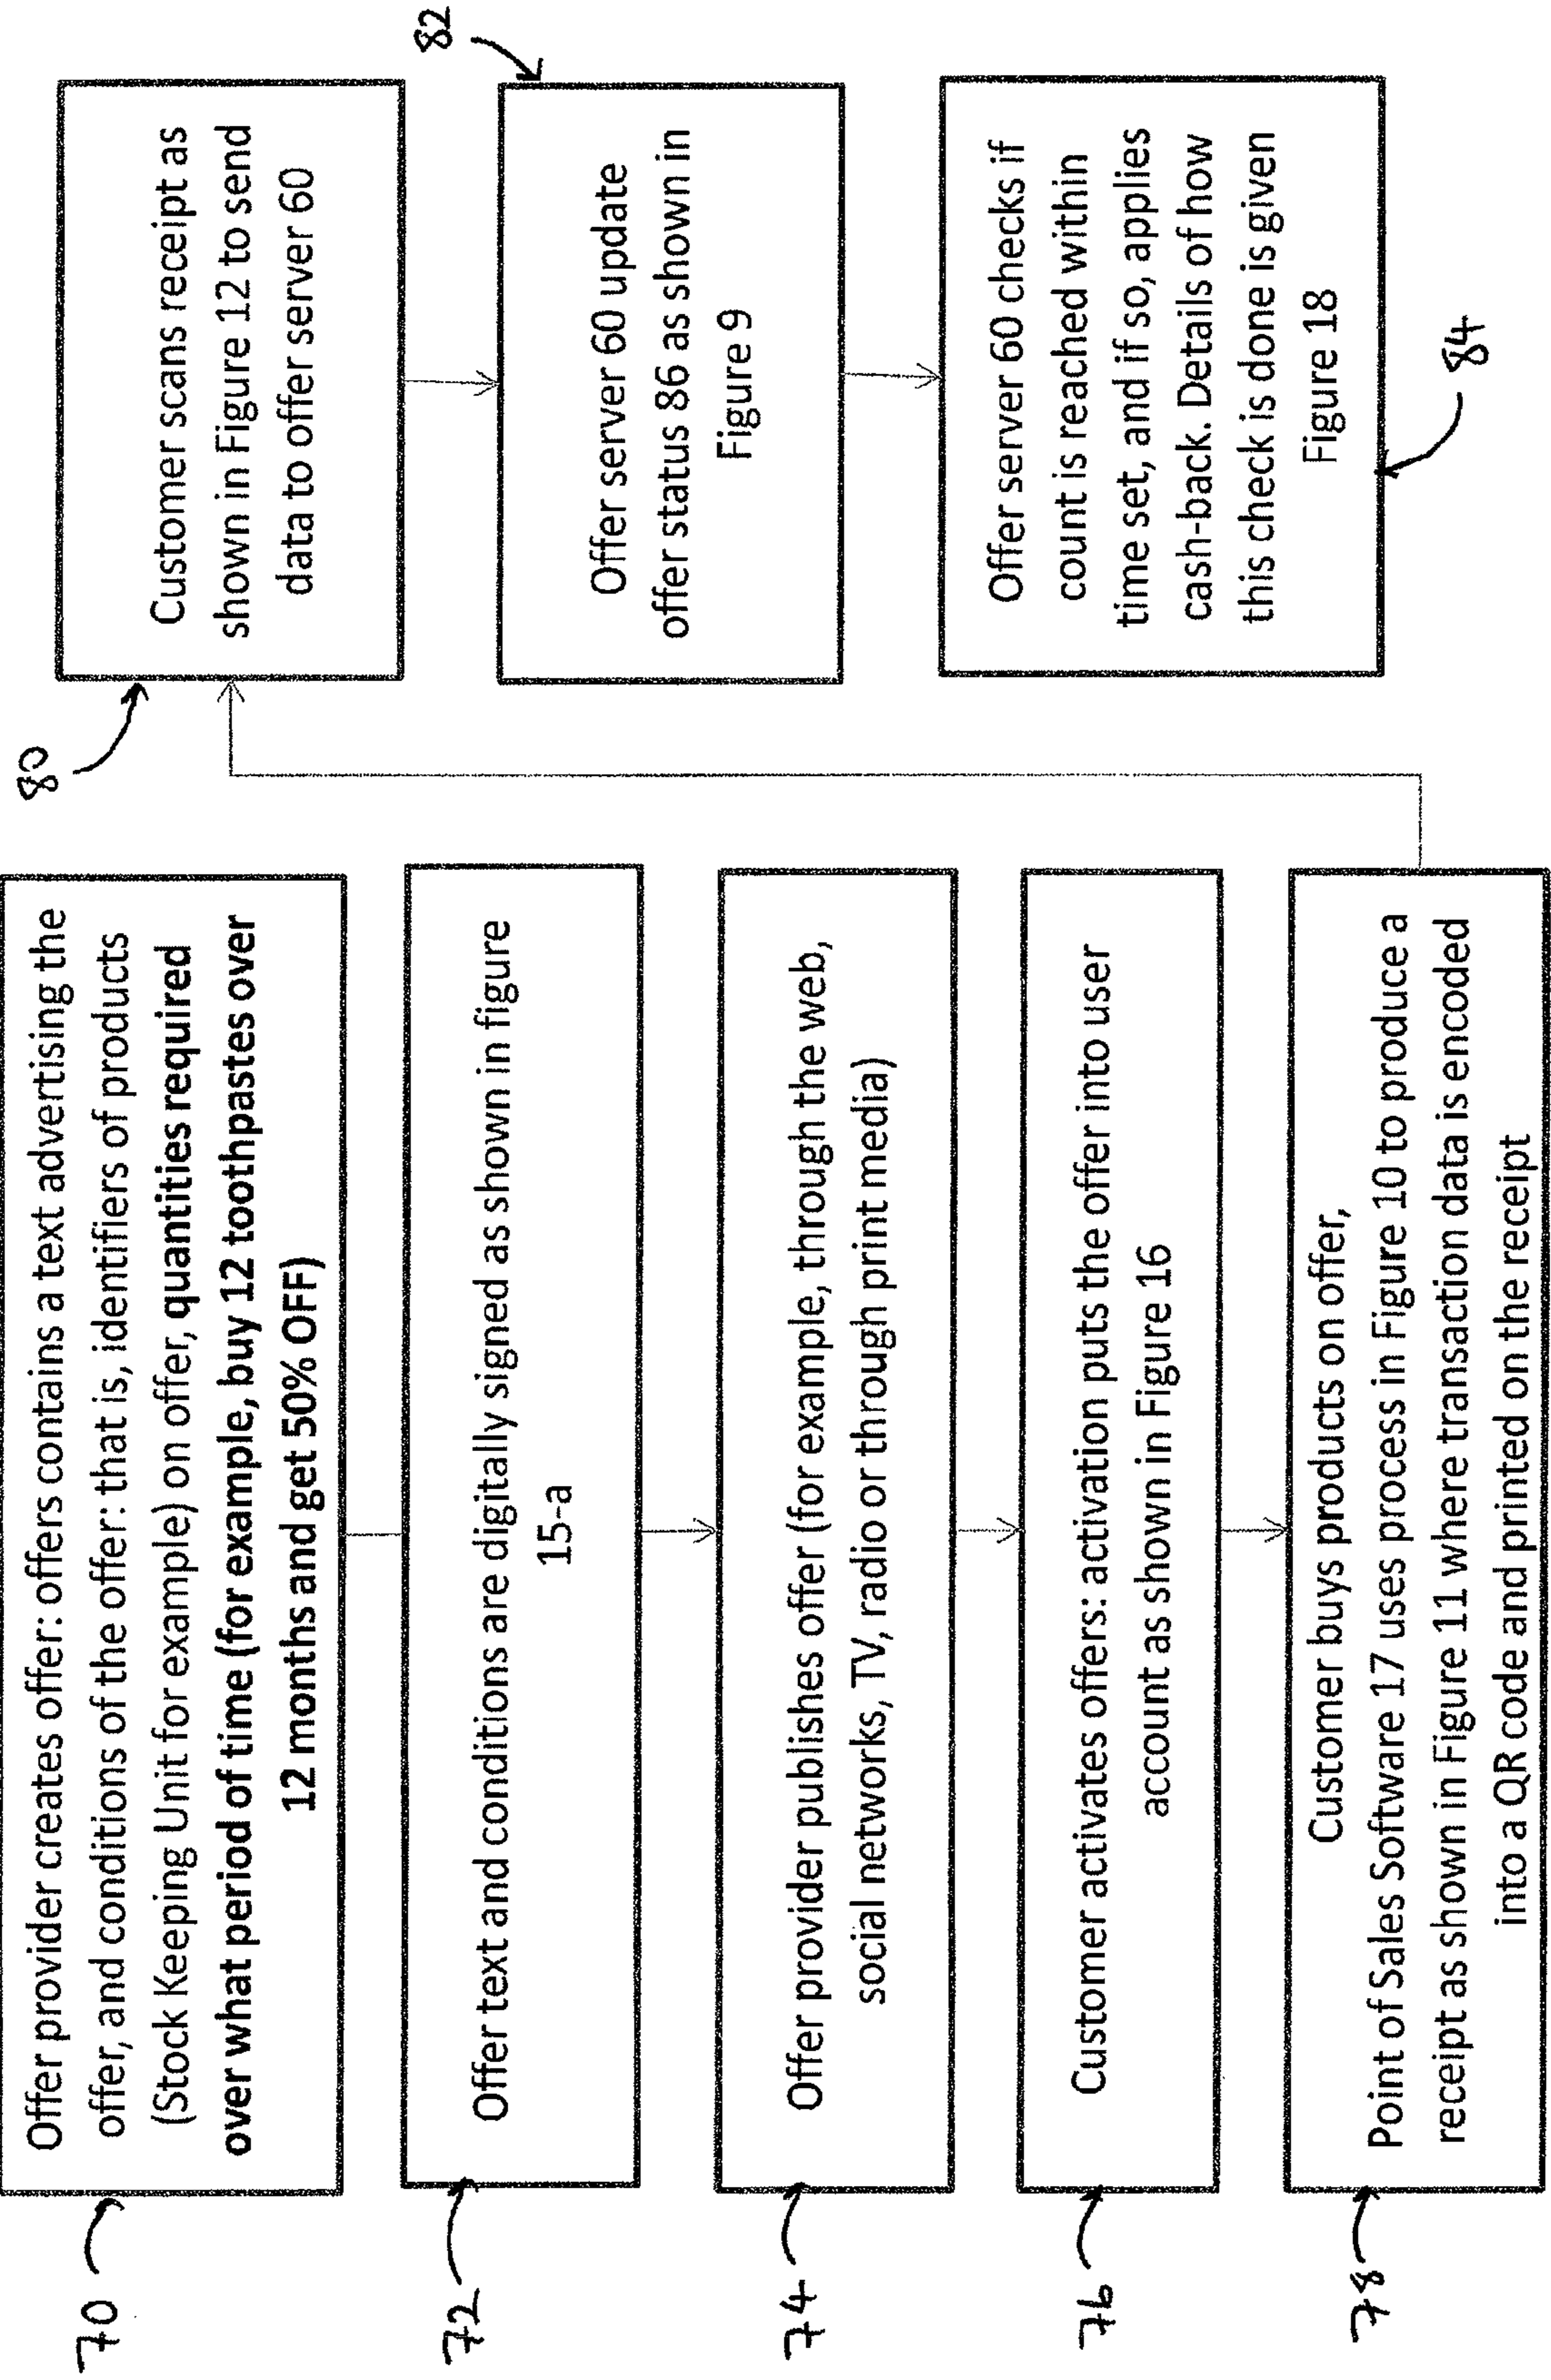 70
Offer provider creates offer: offers contains a text advertising the
offer, and conditions of the offer: that is, identifiers of products
(Stock Keeping Unit for example) on offer, quantities required
over what period of time (for example, buy 12 toothpastes over
12 months and get 50% OFF)
72
Offer text and conditions are digitally signed as shown in figure
15-a
74
Offer provider publishes offer (for example, through the web,
social networks, TV, radio or through print media)
76
Customer activates offers: activation puts the offer into user
account as shown in Figure 16
78
Customer buys products on offer,
Point of Sales Software 17 uses process in Figure 10 to produce a
receipt as shown in Figure 11 where transaction data is encoded
into a QR code and printed on the receipt
80
Customer scans receipt as
shown in Figure 12 to send
data to offer server 60
82
Offer server 60 update
offer status 86 as shown in
Figure 9
Offer server 60 checks if
count is reached within
time set, and if so, applies
cash-back. Details of how
this check is done is given
Figure 18
84